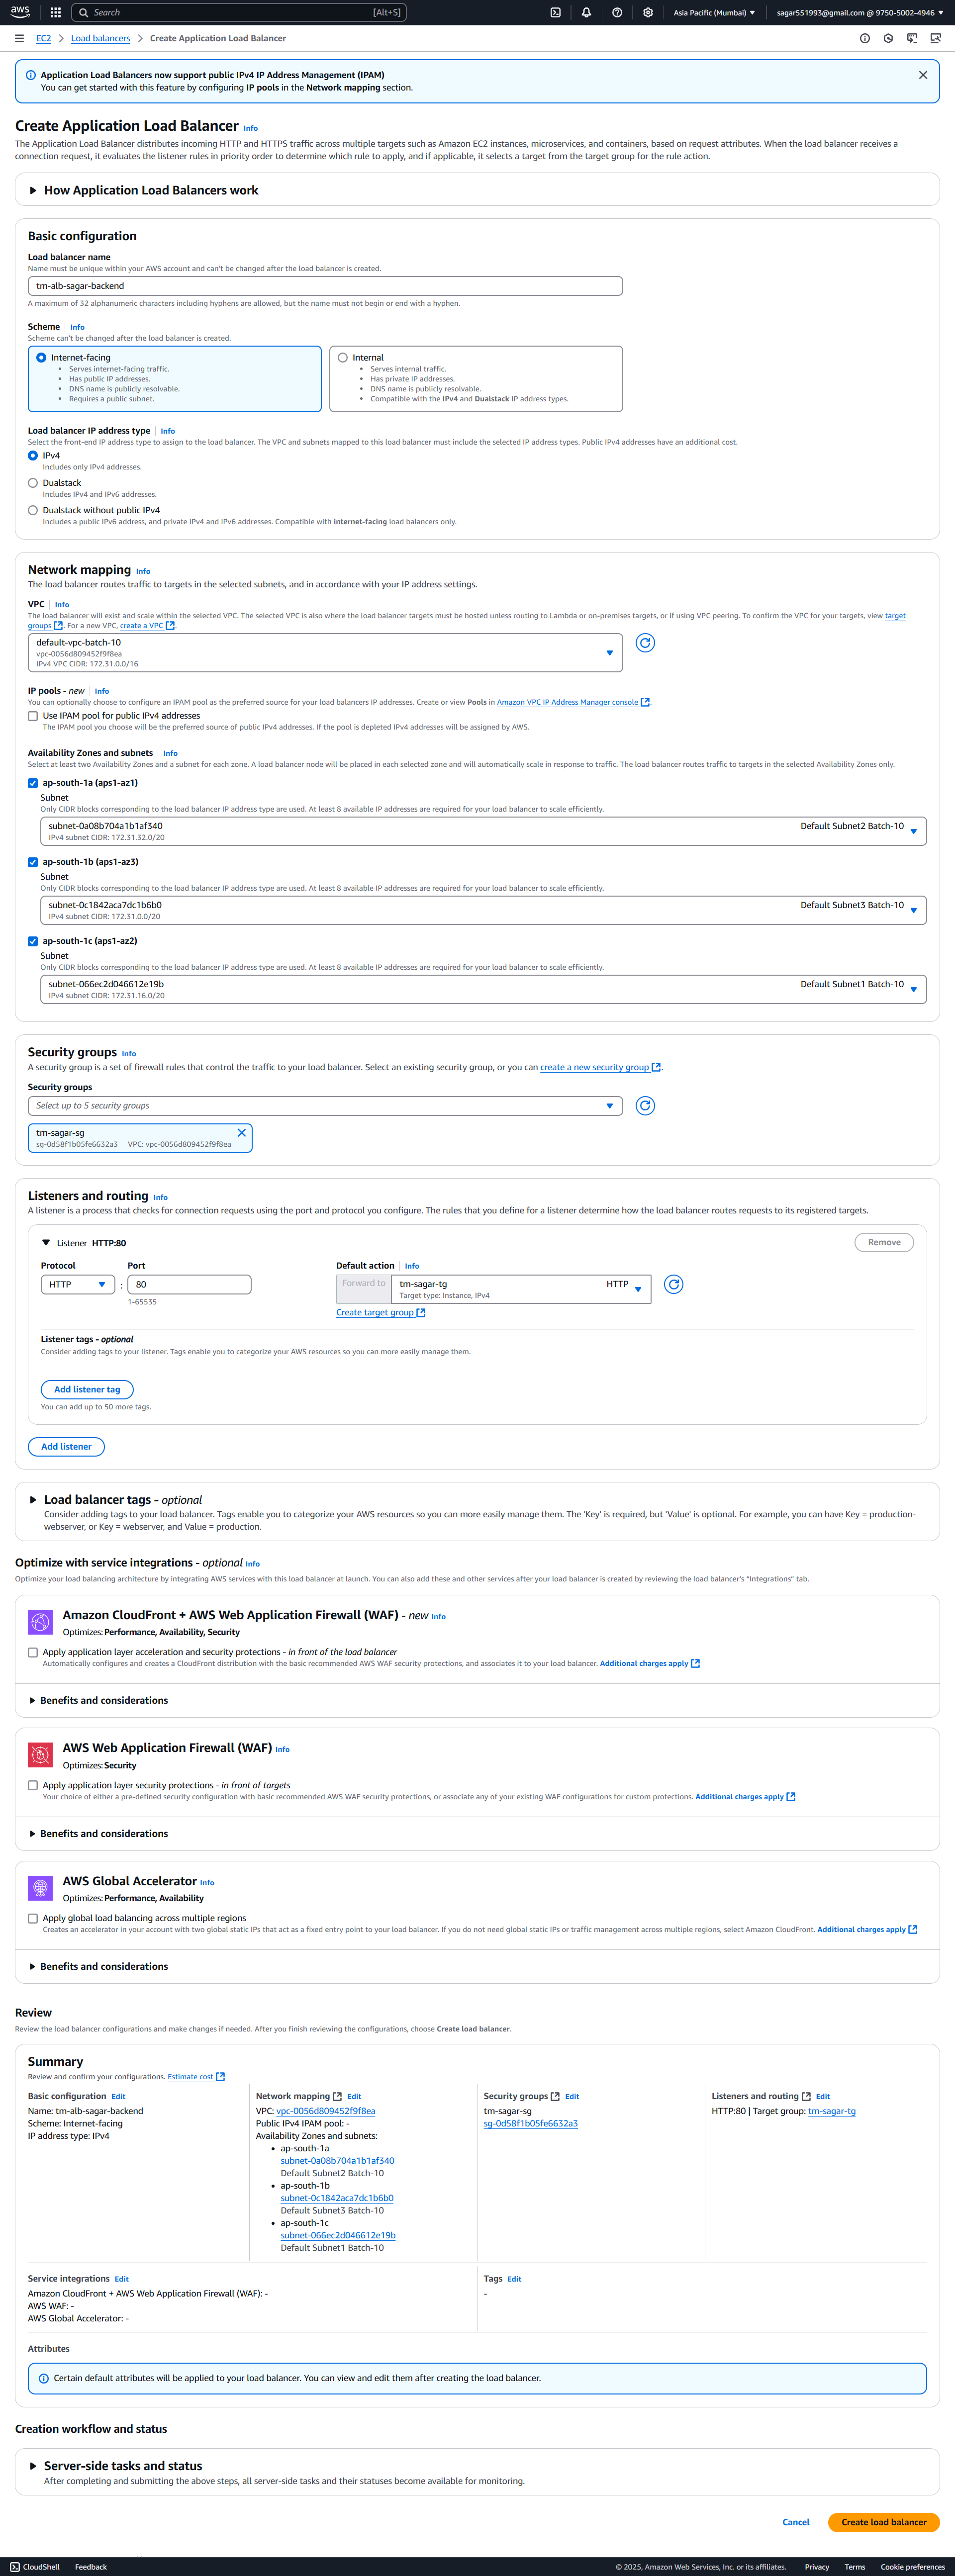 aws
Search [Alt+S] Asia Pacific (Mumbai) ▼ sagar551993@gmail.com @ 9750-5002-4946 ▼
EC2 > Load balancers > Create Application Load Balancer
Application Load Balancers now support public IPv4 IP Address Management (IPAM)
You can get started with this feature by configuring IP pools in the Network mapping section.
Create Application Load Balancer Info
The Application Load Balancer distributes incoming HTTP and HTTPS traffic across multiple targets such as Amazon EC2 instances, microservices, and containers, based on request attributes. When the load balancer receives a
connection request, it evaluates the listener rules in priority order to determine which rule to apply, and if applicable, it selects a target from the target group for the rule action.
How Application Load Balancers work
Basic configuration
Load balancer name
Name must be unique within your AWS account and can't be changed after the load balancer is created.
tm-alb-sagar-backend
A maximum of 32 alphanumeric characters including hyphens are allowed, but the name must not begin or end with a hyphen.
Scheme Info
Scheme can't be changed after the load balancer is created.
Internet-facing
• Serves internet-facing traffic.
• Has public IP addresses.
• DNS name is publicly resolvable.
• Requires a public subnet.
Internal
• Serves internal traffic.
• Has private IP addresses.
• DNS name is publicly resolvable.
• Compatible with the IPv4 and Dualstack IP address types.
Load balancer IP address type Info
Select the front-end IP address type to assign to the load balancer. The VPC and subnets mapped to this load balancer must include the selected IP address types. Public IPv4 addresses have an additional cost.
IPv4
Includes only IPv4 addresses.
Dualstack
Includes IPv4 and IPv6 addresses.
Dualstack without public IPv4
Includes a public IPv6 address, and private IPv4 and IPv6 addresses. Compatible with internet-facing load balancers only.
Network mapping Info
The load balancer routes traffic to targets in the selected subnets, and in accordance with your IP address settings.
VPC Info
The load balancer will exist and scale within the selected VPC. The selected VPC is also where the load balancer targets must be hosted unless routing to Lambda or on-premises targets, or if using VPC peering. To confirm the VPC for your targets, view target
groups. For a new VPC, create a VPC.
default-vpc-batch-10
vpc-0056d809452f9f8ea
IPv4 VPC CIDR: 172.31.0.0/16
IP pools - new Info
You can optionally choose to configure an IPAM pool as the preferred source for your load balancers IP addresses. Create or view Pools in Amazon VPC IP Address Manager console.
Use IPAM pool for public IPv4 addresses
The IPAM pool you choose will be the preferred source of public IPv4 addresses. If the pool is depleted IPv4 addresses will be assigned by AWS.
Availability Zones and subnets Info
Select at least two Availability Zones and a subnet for each zone. A load balancer node will be placed in each selected zone and will automatically scale in response to traffic. The load balancer routes traffic to targets in the selected Availability Zones only.
ap-south-1a (aps1-az1)
Subnet
Only CIDR blocks corresponding to the load balancer IP address type are used. At least 8 available IP addresses are required for your load balancer to scale efficiently.
subnet-0a08b704a1b1af340 Default Subnet2 Batch-10
IPv4 subnet CIDR: 172.31.32.0/20
ap-south-1b (aps1-az3)
Subnet
Only CIDR blocks corresponding to the load balancer IP address type are used. At least 8 available IP addresses are required for your load balancer to scale efficiently.
subnet-0c1842aca7dc1b6b0 Default Subnet3 Batch-10
IPv4 subnet CIDR: 172.31.0.0/20
ap-south-1c (aps1-az2)
Subnet
Only CIDR blocks corresponding to the load balancer IP address type are used. At least 8 available IP addresses are required for your load balancer to scale efficiently.
subnet-066ec2d046612e19b Default Subnet1 Batch-10
IPv4 subnet CIDR: 172.31.16.0/20
Security groups Info
A security group is a set of firewall rules that control the traffic to your load balancer. Select an existing security group, or you can create a new security group.
Security groups
Select up to 5 security groups
tm-sagar-sg
sg-0d58f1b05fe6632a3 VPC: vpc-0056d809452f9f8ea
Listeners and routing Info
A listener is a process that checks for connection requests using the port and protocol you configure. The rules that you define for a listener determine how the load balancer routes requests to its registered targets.
Listener HTTP:80 Remove
Protocol Port Default action Info
HTTP : 80 Forward to tm-sagar-tg HTTP
Target type: Instance, IPv4
1-65535
Create target group
Listener tags - optional
Consider adding tags to your listener. Tags enable you to categorize your AWS resources so you can more easily manage them.
Add listener tag
You can add up to 50 more tags.
Add listener
Load balancer tags - optional
Consider adding tags to your load balancer. Tags enable you to categorize your AWS resources so you can more easily manage them. The 'Key' is required, but 'Value' is optional. For example, you can have Key = production-
webserver, or Key = webserver, and Value = production.
Optimize with service integrations - optional Info
Optimize your load balancing architecture by integrating AWS services with this load balancer at launch. You can also add these and other services after your load balancer is created by reviewing the load balancer's "Integrations" tab.
Amazon CloudFront + AWS Web Application Firewall (WAF) - new Info
Optimizes: Performance, Availability, Security
Apply application layer acceleration and security protections - in front of the load balancer
Automatically configures and creates a CloudFront distribution with the basic recommended AWS WAF security protections, and associates it to your load balancer. Additional charges apply
Benefits and considerations
AWS Web Application Firewall (WAF) Info
Optimizes: Security
Apply application layer security protections - in front of targets
Your choice of either a pre-defined security configuration with basic recommended AWS WAF security protections, or associate any of your existing WAF configurations for custom protections. Additional charges apply
Benefits and considerations
AWS Global Accelerator Info
Optimizes: Performance, Availability
Apply global load balancing across multiple regions
Creates an accelerator in your account with two global static IPs that act as a fixed entry point to your load balancer. If you do not need global static IPs or traffic management across multiple regions, select Amazon CloudFront. Additional charges apply
Benefits and considerations
Review
Review the load balancer configurations and make changes if needed. After you finish reviewing the configurations, choose Create load balancer.
Summary
Review and confirm your configurations. Estimate cost
Basic configuration Edit
Name: tm-alb-sagar-backend
Scheme: Internet-facing
IP address type: IPv4
Network mapping Edit
VPC: vpc-0056d809452f9f8ea
Public IPv4 IPAM pool: -
Availability Zones and subnets:
• ap-south-1a
subnet-0a08b704a1b1af340
Default Subnet2 Batch-10
• ap-south-1b
subnet-0c1842aca7dc1b6b0
Default Subnet3 Batch-10
• ap-south-1c
subnet-066ec2d046612e19b
Default Subnet1 Batch-10
Security groups Edit
tm-sagar-sg
sg-0d58f1b05fe6632a3
Listeners and routing Edit
HTTP:80 | Target group: tm-sagar-tg
Service integrations Edit
Amazon CloudFront + AWS Web Application Firewall (WAF): -
AWS WAF: -
AWS Global Accelerator: -
Tags Edit
-
Attributes
Certain default attributes will be applied to your load balancer. You can view and edit them after creating the load balancer.
Creation workflow and status
Server-side tasks and status
After completing and submitting the above steps, all server-side tasks and their statuses become available for monitoring.
Cancel Create load balancer
CloudShell Feedback © 2025, Amazon Web Services, Inc. or its affiliates. Privacy Terms Cookie preferences